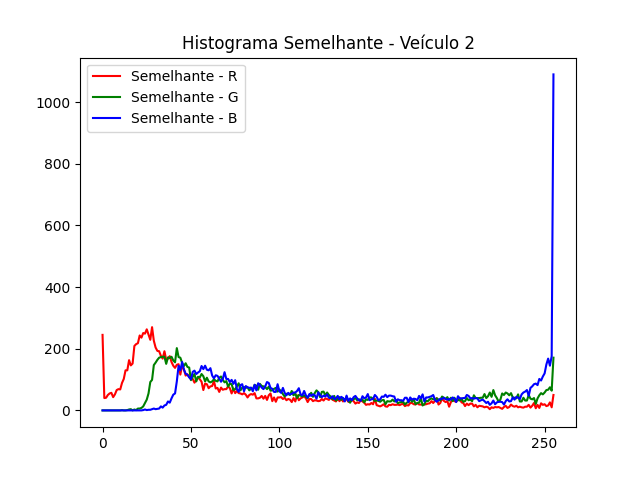 Histograma Semelhante - Veículo 2
Semelhante - R
Semelhante - G
Semelhante - B
1000
800
600
400
200
0
0 50 100 150 200 250